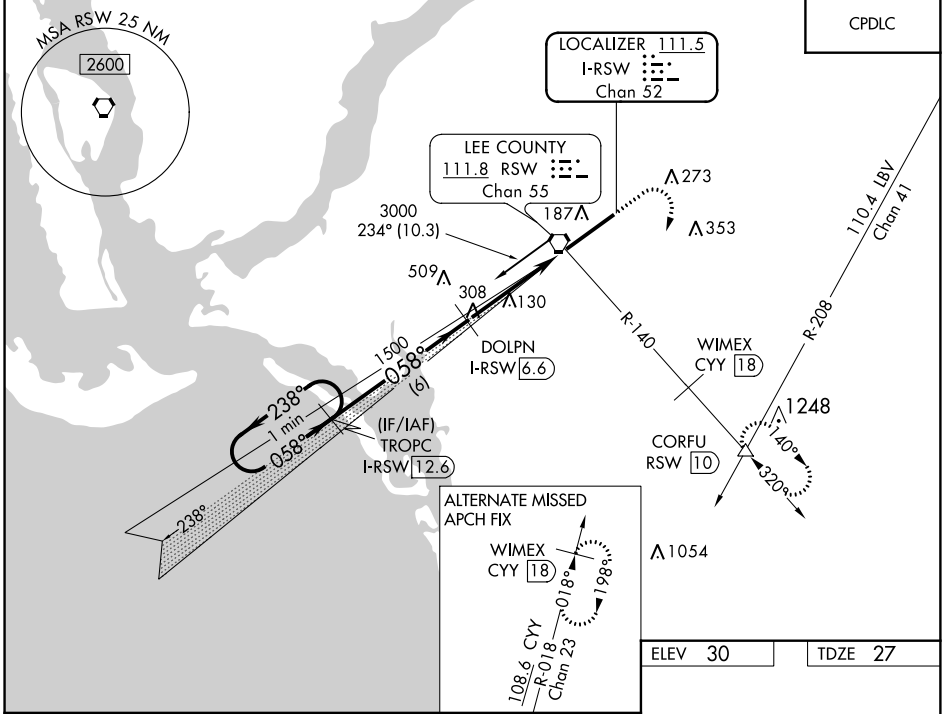 MSA RSW 25 NM
2600
CPDLC
LOCALIZER 111.5
I-RSW
Chan 52
LEE COUNTY
111.8 RSW
Chan 55
187
273
353
3000
234° (10.3)
509
308
130
110.4 LBV
Chan 41
R-208
R-140
DOLPN
I-RSW 6.6
1500
058°
(6)
WIMEX
CYY 18
1248
238°
1 min
058°
(IF/IAF)
TROPC
I-RSW 12.6
CORFU
RSW 10
140°
320°
238°
ALTERNATE MISSED
APCH FIX
WIMEX
CYY 18
018°
198°
108.6 CYY
R-018
Chan 23
1054
ELEV 30
TDZE 27